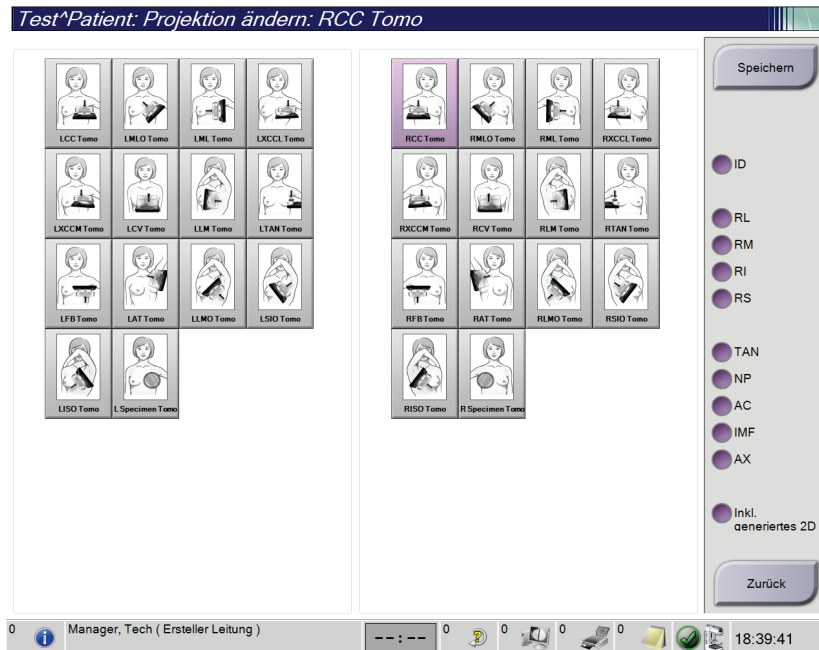 Test^Patient: Projektion ändern: RCC Tomo
LCC Tomo
LMLO Tomo
LML Tomo
LXCCL Tomo
LXCCM Tomo
LCV Tomo
LLM Tomo
LTAN Tomo
LFB Tomo
LAT Tomo
LLMO Tomo
LSIO Tomo
LISO Tomo
L Specimen Tomo
RCC Tomo
RMLO Tomo
RML Tomo
RXCCL Tomo
RXCCM Tomo
RCV Tomo
RLM Tomo
RTAN Tomo
RFB Tomo
RAT Tomo
RLMO Tomo
RSIO Tomo
RISO Tomo
R Specimen Tomo
Speichern
ID
RL
RM
RI
RS
TAN
NP
AC
IMF
AX
Inkl.
generiertes 2D
Zurück
0
Manager, Tech ( Ersteller Leitung )
--:--
0
0
0
0
18:39:41